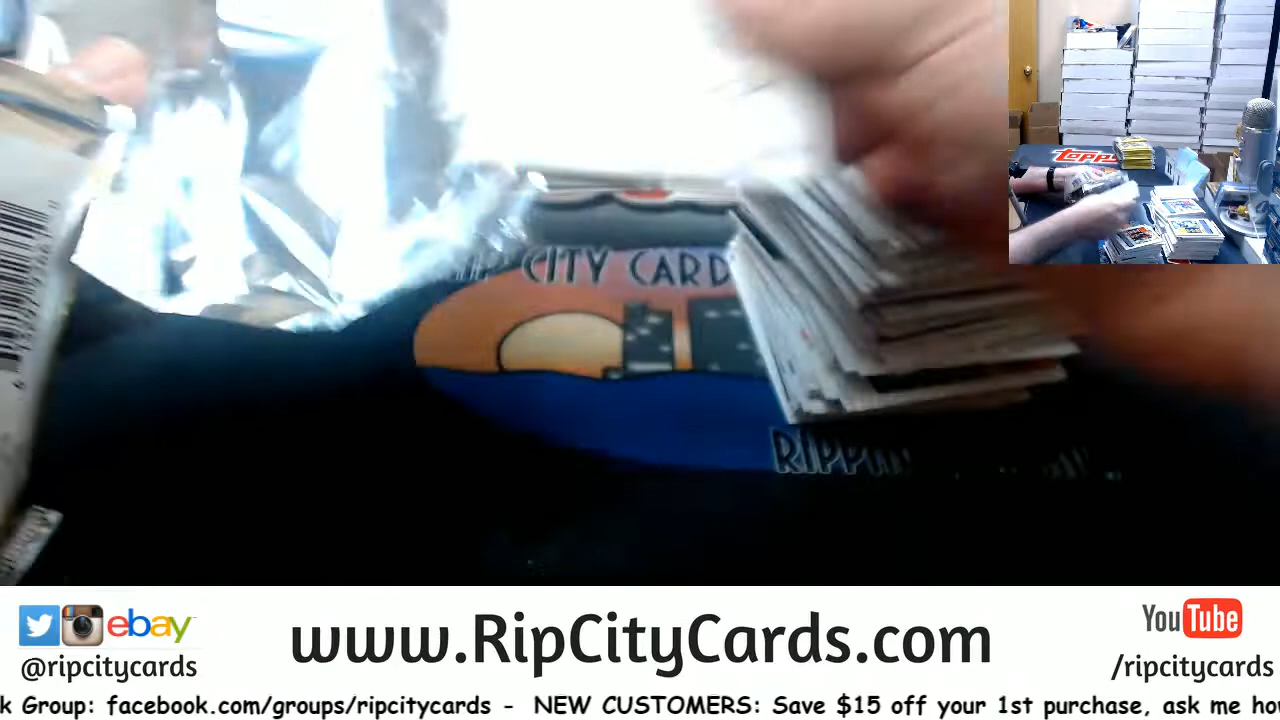 CITY CARD
RIPPIN
topps
ebay
@ripcitycards
www.RipCityCards.com
YouTube
/ripcitycards
k Group: facebook.com/groups/ripcitycards - NEW CUSTOMERS: Save $15 off your 1st purchase, ask me ho